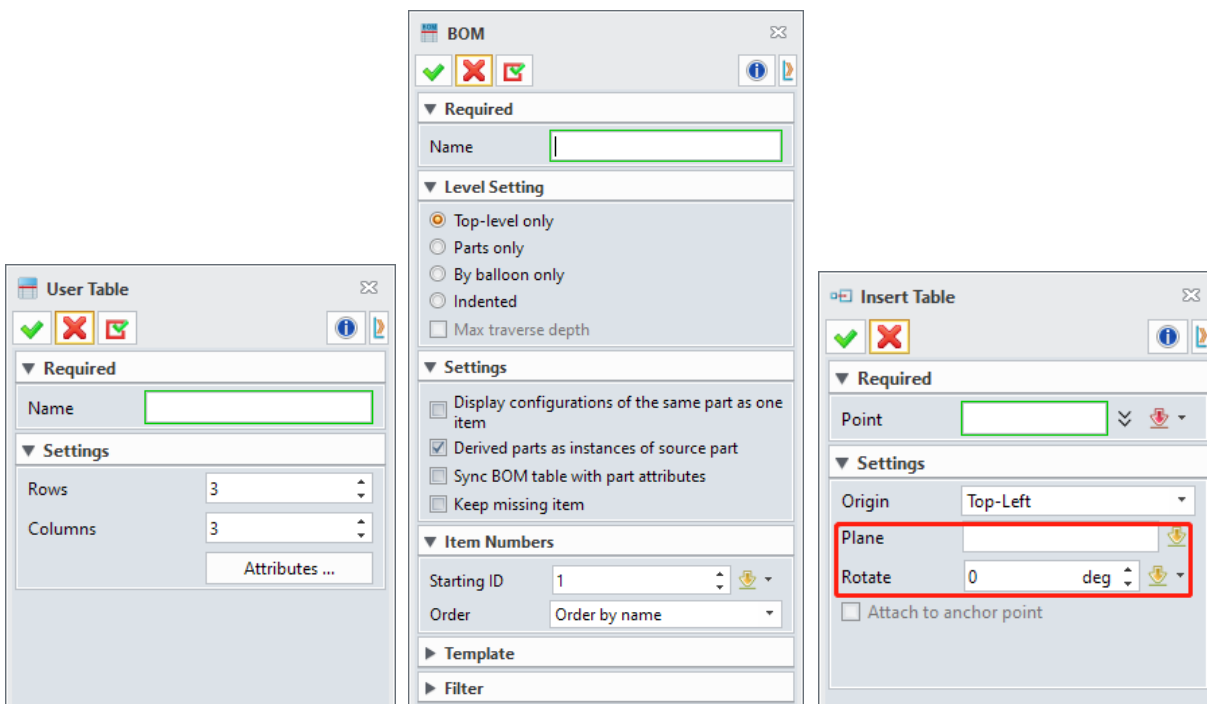 User Table
Required
Name
Settings
Rows 3
Columns 3
Attributes ...
BOM
Required
Name
Level Setting
Top-level only
Parts only
By balloon only
Indented
Max traverse depth
Settings
Display configurations of the same part as one
item
Derived parts as instances of source part
Sync BOM table with part attributes
Keep missing item
Item Numbers
Starting ID 1
Order Order by name
Template
Filter
Insert Table
Required
Point
Settings
Origin Top-Left
Plane
Rotate 0 deg
Attach to anchor point